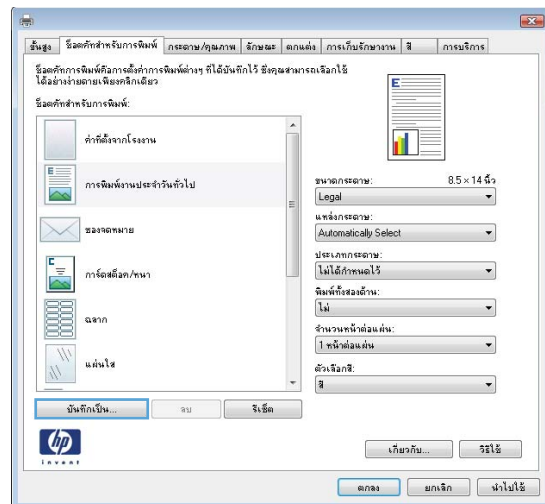 ขั้นสูง
ช็อตคัทสำหรับการพิมพ์
กระดาษ/คุณภาพ
ลักษณะ
ตกแต่ง
การเก็บรักษางาน
สี
การบริการ
ช็อตคัทการพิมพ์คือการตั้งค่าการพิมพ์ต่างๆ ที่ได้บันทึกไว้ ซึ่งคุณสามารถเลือกใช้
ได้อย่างง่ายดายเพียงคลิกเดียว
ช็อตคัทสำหรับการพิมพ์:
ค่าที่ตั้งจากโรงงาน
การพิมพ์งานประจำวันทั่วไป
ซองจดหมาย
การ์ดสต็อค/หนา
ฉลาก
แผ่นใส
บันทึกเป็น...
ลบ
รีเซ็ต
E
ขนาดกระดาษ: 8.5 × 14 นิ้ว
Legal
แหล่งกระดาษ:
Automatically Select
ประเภทกระดาษ:
ไม่ได้กำหนดไว้
พิมพ์ทั้งสองด้าน:
ไม่
จำนวนหน้าต่อแผ่น:
1 หน้าต่อแผ่น
ตัวเลือกสี:
สี
hp
invent
เกี่ยวกับ...
วิธีใช้
ตกลง
ยกเลิก
นำไปใช้